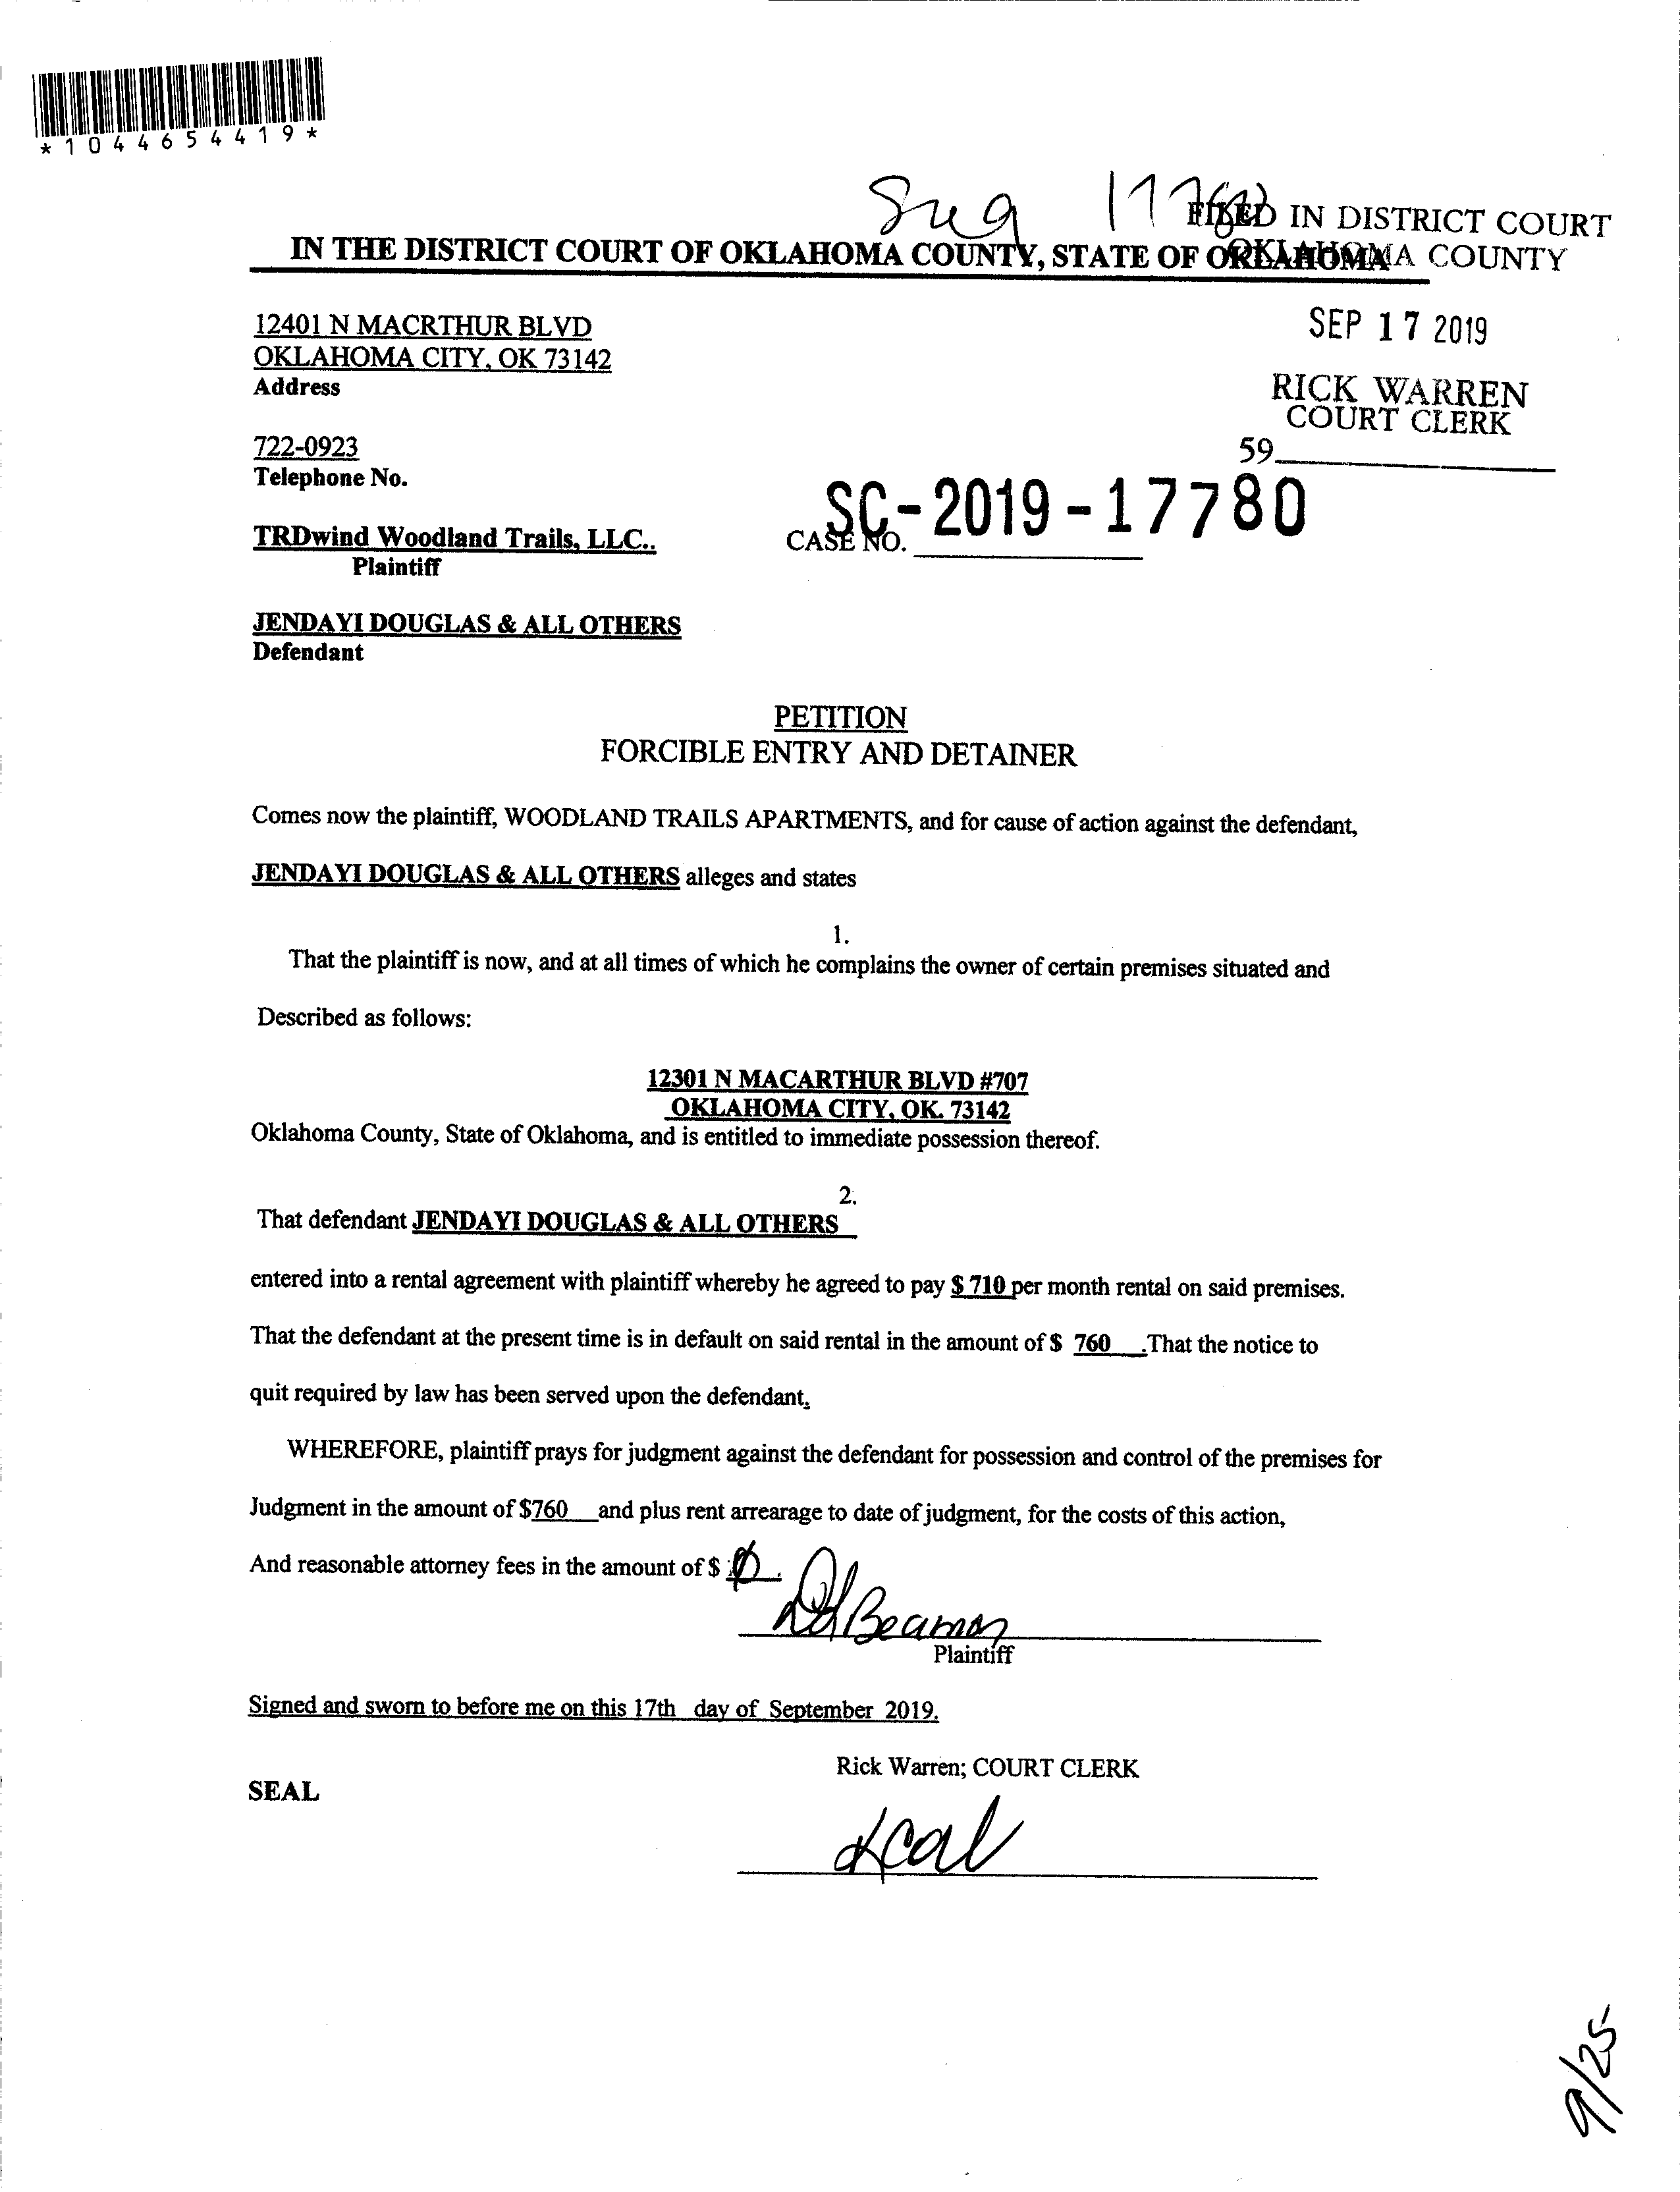 *1044654419*
FILED IN DISTRICT COURT
OKLAHOMA COUNTY
IN THE DISTRICT COURT OF OKLAHOMA COUNTY, STATE OF OKLAHOMA
12401 N MACRTHUR BLVD
OKLAHOMA CITY, OK 73142
Address
SEP 17 2019
RICK WARREN
COURT CLERK
59
722-0923
Telephone No.
SC-2019-17780
CASE NO.
TRDwind Woodland Trails, LLC..
Plaintiff
JENDAYI DOUGLAS & ALL OTHERS
Defendant
PETITION
FORCIBLE ENTRY AND DETAINER
Comes now the plaintiff, WOODLAND TRAILS APARTMENTS, and for cause of action against the defendant,
JENDAYI DOUGLAS & ALL OTHERS alleges and states
1.
That the plaintiff is now, and at all times of which he complains the owner of certain premises situated and
Described as follows:
12301 N MACARTHUR BLVD #707
OKLAHOMA CITY, OK. 73142
Oklahoma County, State of Oklahoma, and is entitled to immediate possession thereof.
2.
That defendant JENDAYI DOUGLAS & ALL OTHERS
entered into a rental agreement with plaintiff whereby he agreed to pay $ 710 per month rental on said premises.
That the defendant at the present time is in default on said rental in the amount of $ 760 .That the notice to
quit required by law has been served upon the defendant.
WHEREFORE, plaintiff prays for judgment against the defendant for possession and control of the premises for
Judgment in the amount of $760 and plus rent arrearage to date of judgment, for the costs of this action,
And reasonable attorney fees in the amount of $ Ø.
Beamon
Plaintiff
Signed and sworn to before me on this 17th day of September 2019.
Rick Warren; COURT CLERK
SEAL
9/25